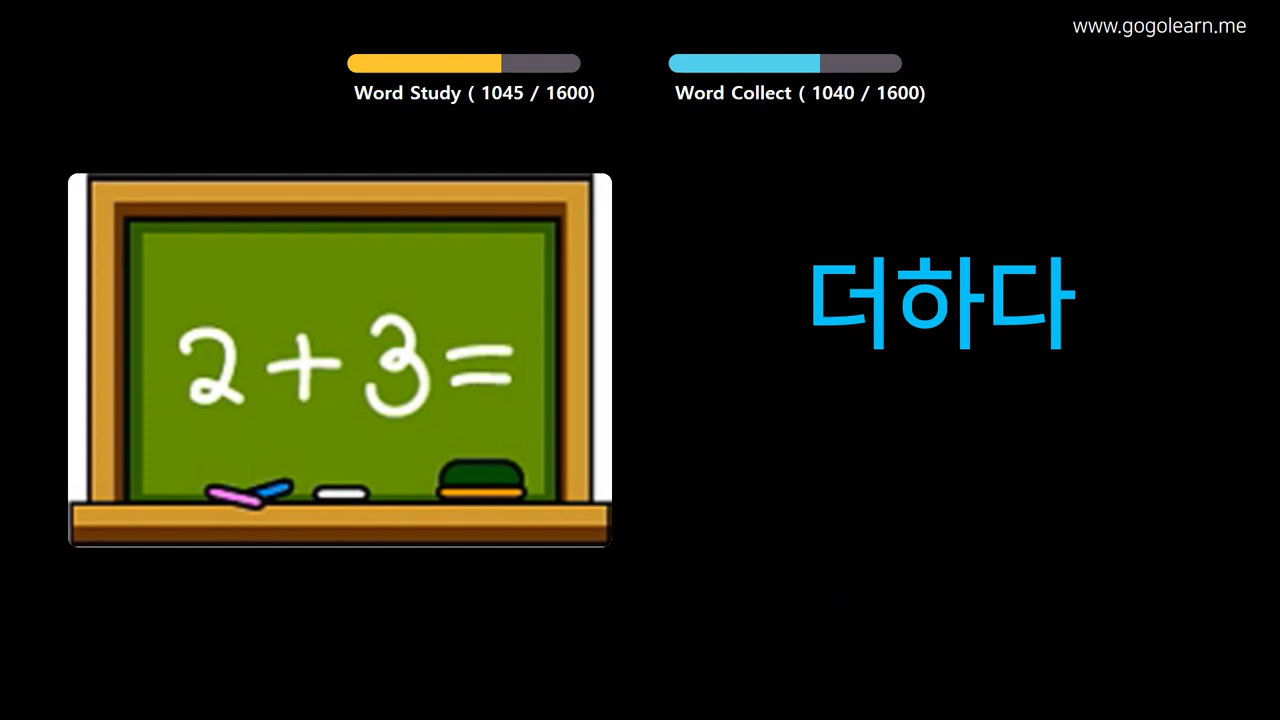 www.gogolearn.me
Word Study ( 1045 / 1600)
Word Collect ( 1040 / 1600)
2+3=
더하다